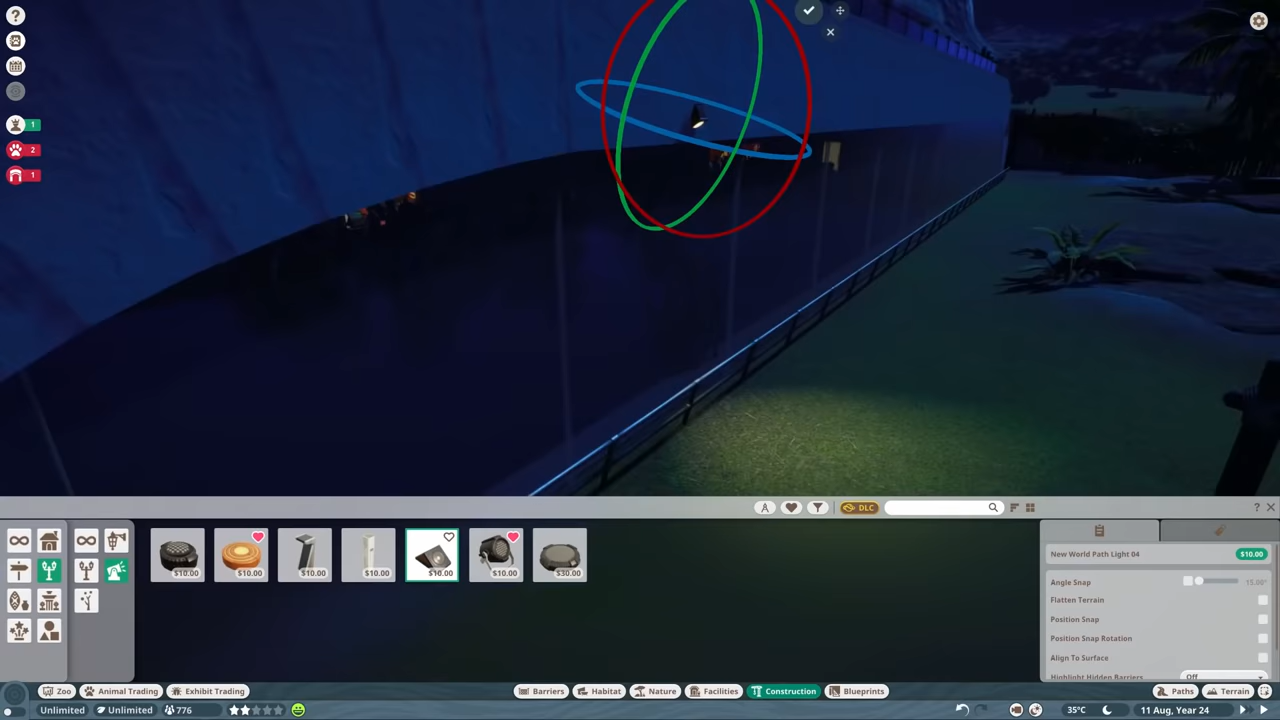 ?
1
2
1
DLC
?
$10.00
$10.00
$10.00
$10.00
$10.00
$10.00
$30.00
New World Path Light 04
$10.00
Angle Snap
15.00°
Flatten Terrain
Position Snap
Position Snap Rotation
Align To Surface
Highlight Hidden Barriers
Off
Zoo
Animal Trading
Exhibit Trading
Barriers
Habitat
Nature
Facilities
Construction
Blueprints
Paths
Terrain
Unlimited
Unlimited
776
35°C
11 Aug, Year 24